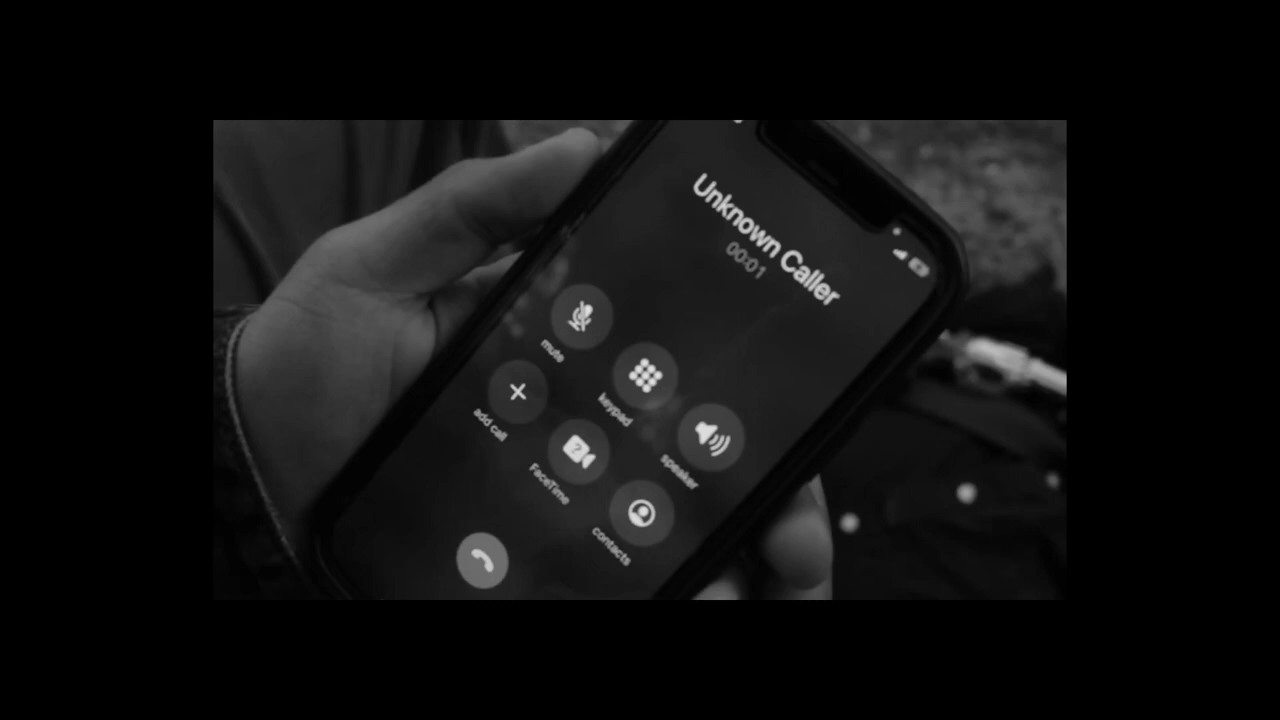 Unknown Caller
00:01
mute
keypad
speaker
add call
FaceTime
contacts